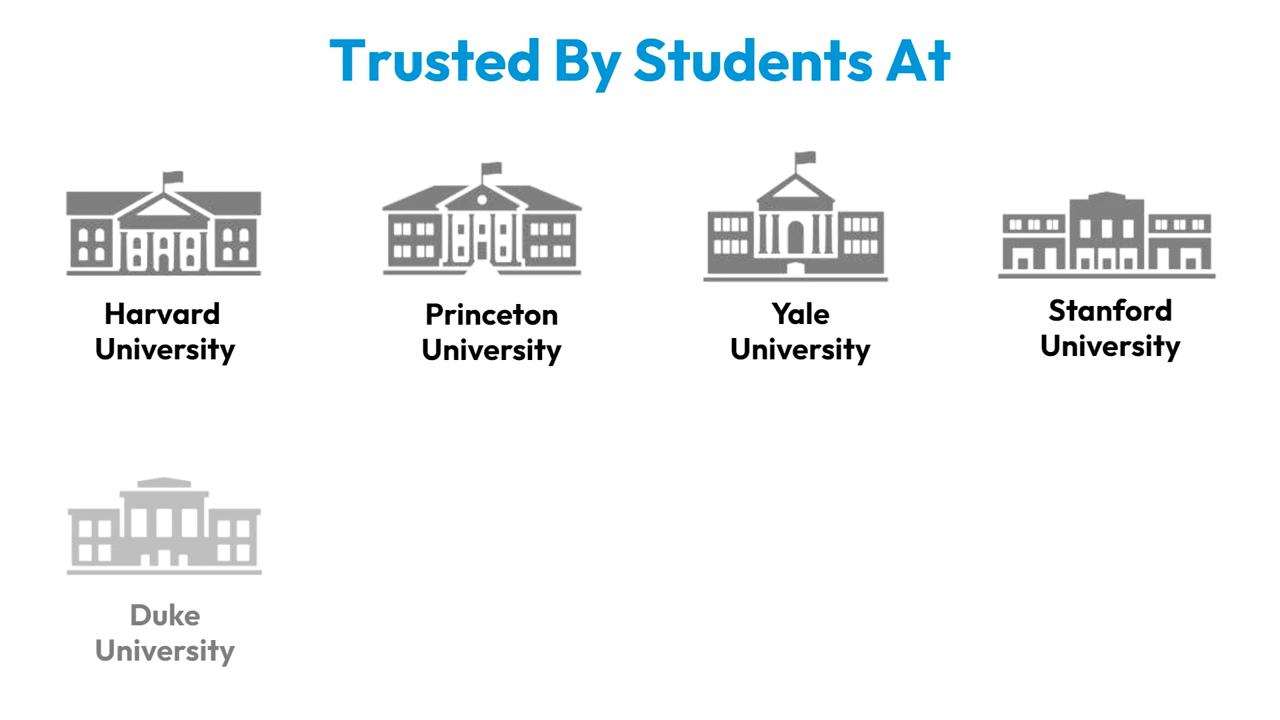 Trusted By Students At
Harvard
University
Princeton
University
Yale
University
Stanford
University
Duke
University